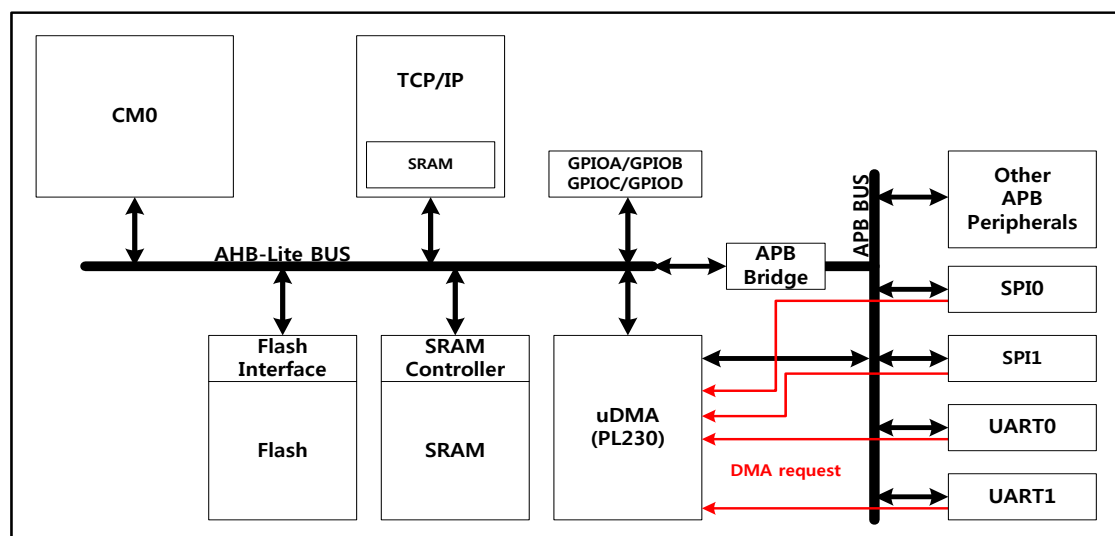 CM0
TCP/IP
SRAM
GPIOA/GPIOB
GPIOC/GPIOD
Other
APB
Peripherals
APB BUS
AHB-Lite BUS
APB
Bridge
SPI0
Flash
Interface
SRAM
Controller
SPI1
uDMA
(PL230)
UART0
Flash
SRAM
DMA request
UART1